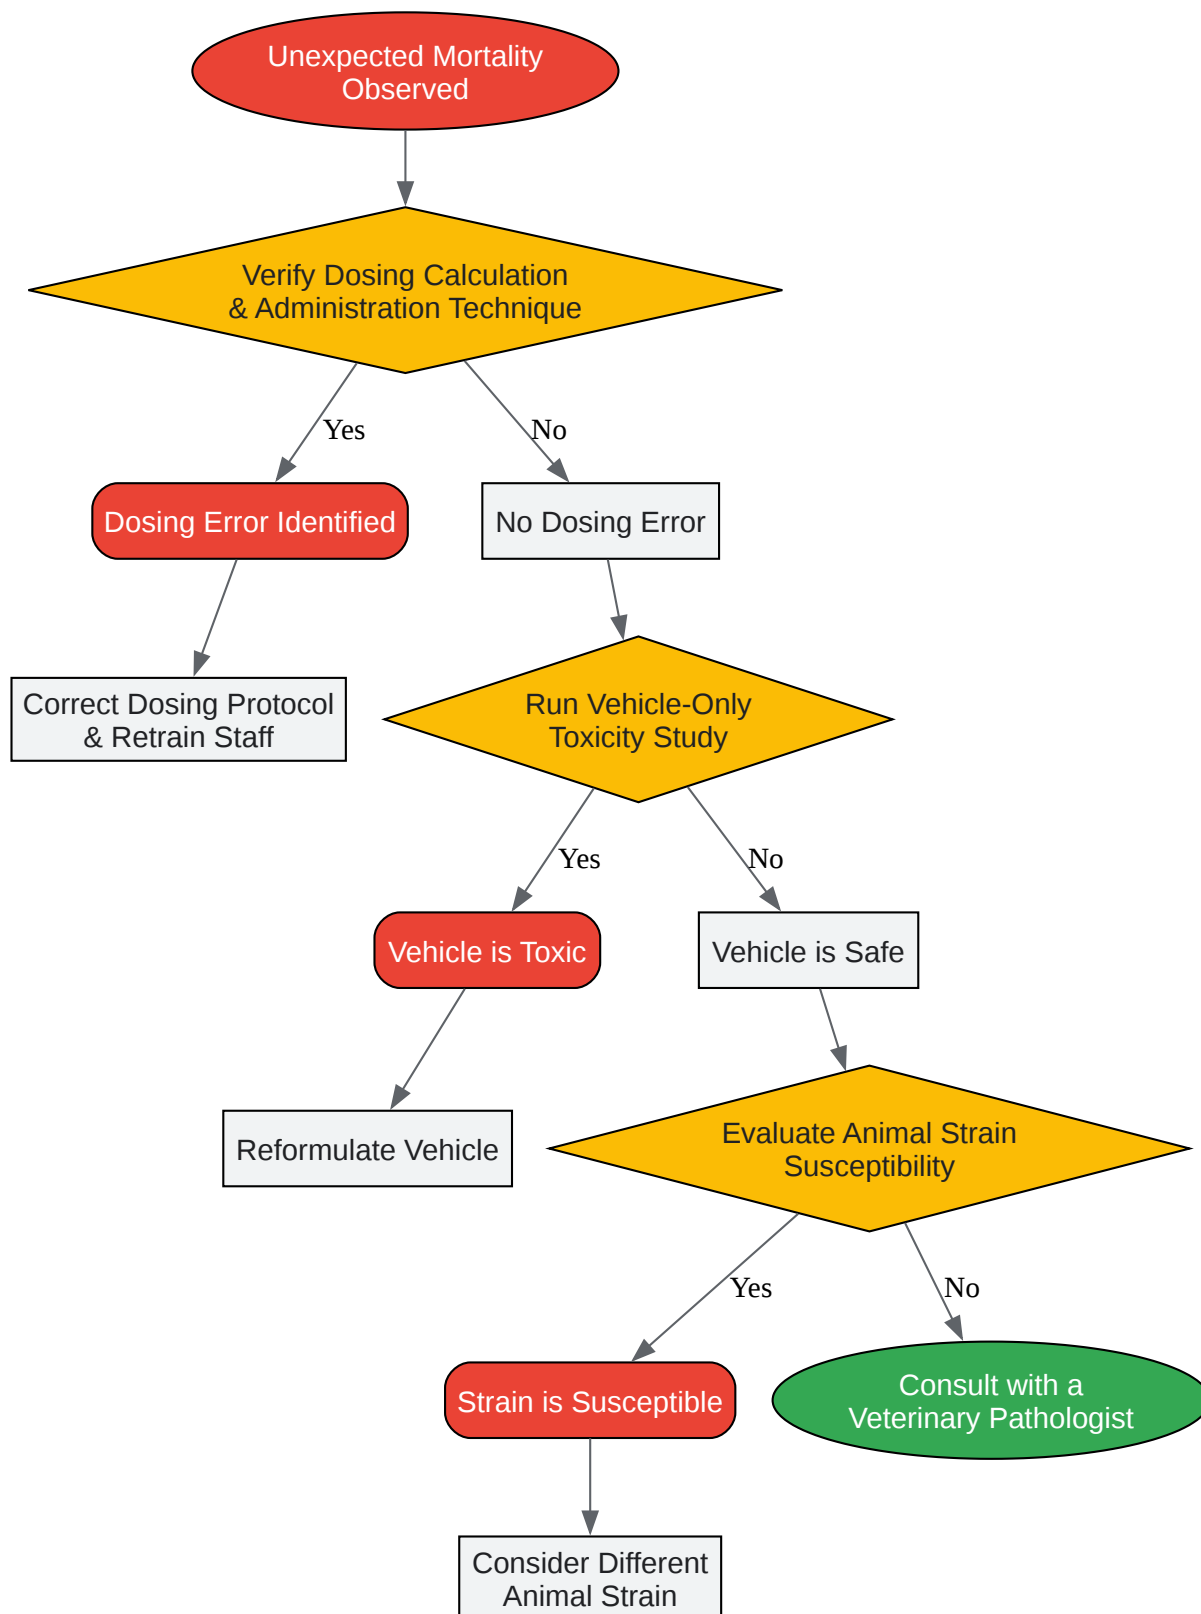 Unexpected Mortality
Observed
Verify Dosing Calculation
& Administration Technique
Yes
No
Dosing Error Identified
No Dosing Error
Correct Dosing Protocol
& Retrain Staff
Run Vehicle-Only
Toxicity Study
Yes
No
Vehicle is Toxic
Vehicle is Safe
Reformulate Vehicle
Evaluate Animal Strain
Susceptibility
Yes
No
Strain is Susceptible
Consult with a
Veterinary Pathologist
Consider Different
Animal Strain